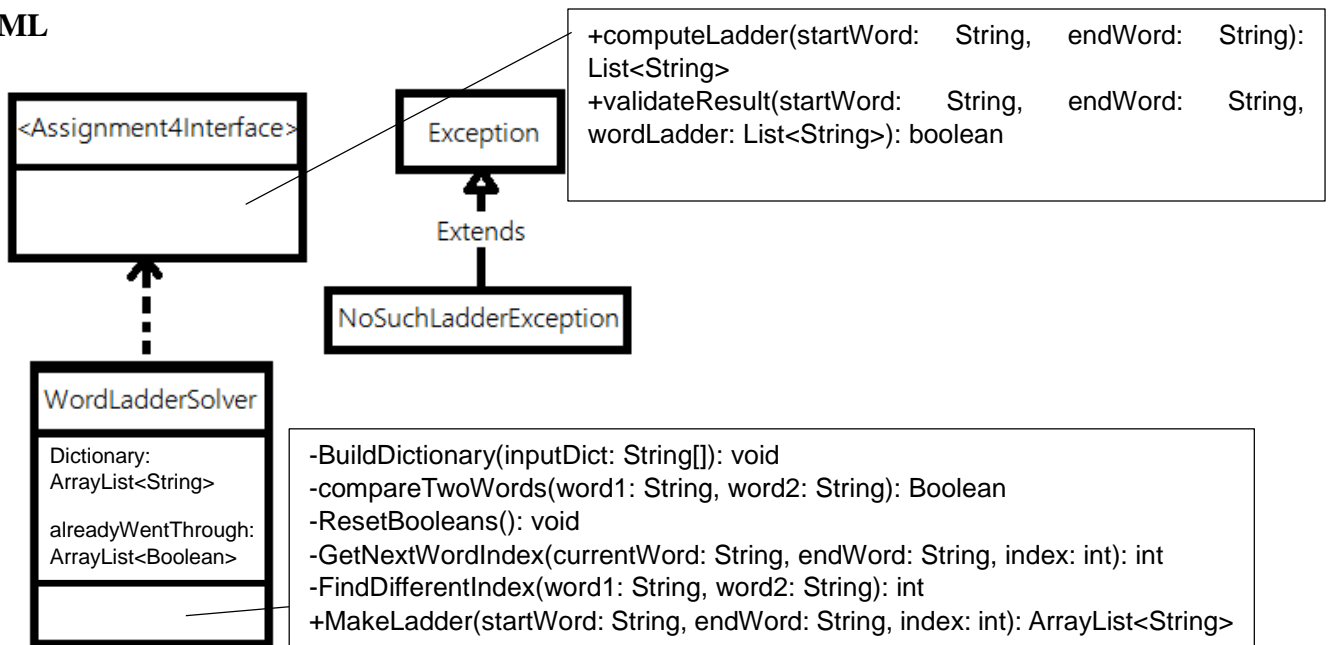 ML
+computeLadder(startWord: String, endWord: String):
List<String>
+validateResult(startWord: String, endWord: String,
wordLadder: List<String>): boolean
<Assignment4Interface>
Exception
Extends
NoSuchLadderException
WordLadderSolver
Dictionary:
ArrayList<String>
alreadyWentThrough:
ArrayList<Boolean>
-BuildDictionary(inputDict: String[]): void
-compareTwoWords(word1: String, word2: String): Boolean
-ResetBooleans(): void
-GetNextWordIndex(currentWord: String, endWord: String, index: int): int
-FindDifferentIndex(word1: String, word2: String): int
+MakeLadder(startWord: String, endWord: String, index: int): ArrayList<String>